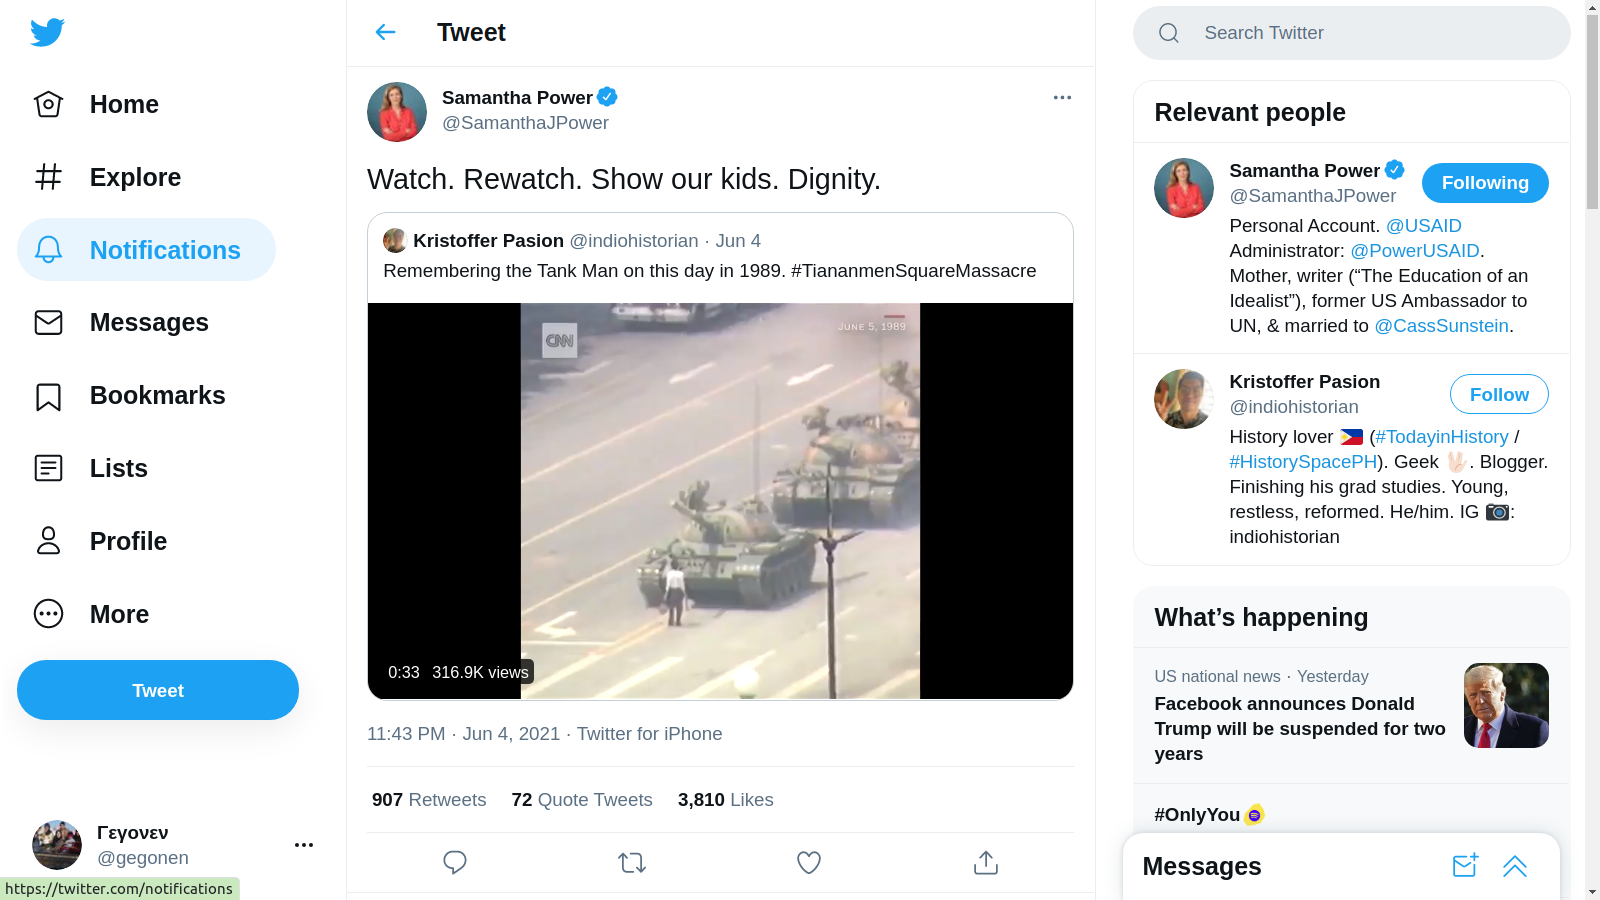 Home
Explore
Notifications
Messages
Bookmarks
Lists
Profile
More
Tweet
Γεγονεν
@gegonen
https://twitter.com/notifications
Tweet
Samantha Power
@SamanthaJPower
Watch. Rewatch. Show our kids. Dignity.
Kristoffer Pasion @indiohistorian · Jun 4
Remembering the Tank Man on this day in 1989. #TiananmenSquareMassacre
CNN
JUNE 5, 1989
0:33 316.9K views
11:43 PM · Jun 4, 2021 · Twitter for iPhone
907 Retweets 72 Quote Tweets 3,810 Likes
Search Twitter
Relevant people
Samantha Power
@SamanthaJPower
Following
Personal Account. @USAID
Administrator: @PowerUSAID.
Mother, writer (“The Education of an
Idealist”), former US Ambassador to
UN, & married to @CassSunstein.
Kristoffer Pasion
@indiohistorian
Follow
History lover 🇵🇭 (#TodayinHistory /
#HistorySpacePH). Geek 🖖🏻. Blogger.
Finishing his grad studies. Young,
restless, reformed. He/him. IG 📷:
indiohistorian
What’s happening
US national news · Yesterday
Facebook announces Donald
Trump will be suspended for two
years
#OnlyYou
Messages